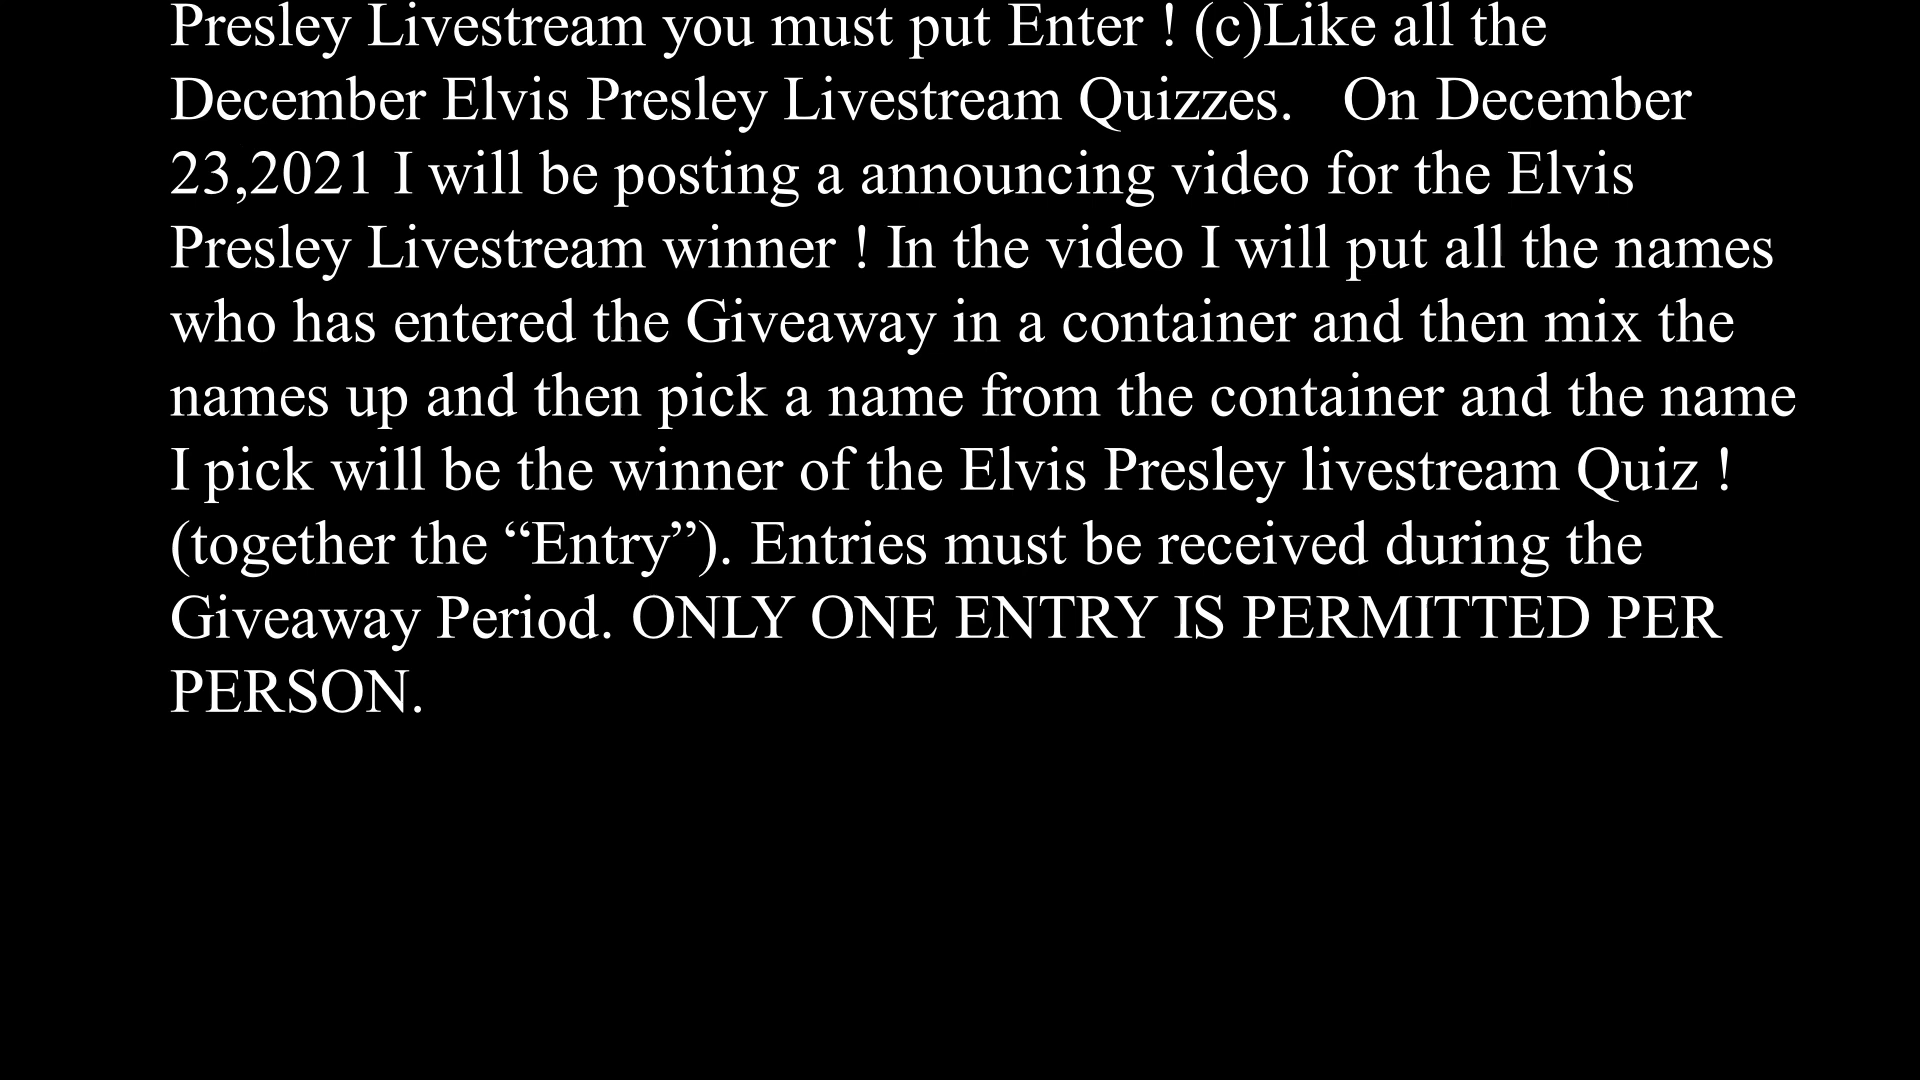 Presley Livestream you must put Enter ! (c)Like all the
December Elvis Presley Livestream Quizzes.   On December
23,2021 I will be posting a announcing video for the Elvis
Presley Livestream winner ! In the video I will put all the names
who has entered the Giveaway in a container and then mix the
names up and then pick a name from the container and the name
I pick will be the winner of the Elvis Presley livestream Quiz !
(together the “Entry”). Entries must be received during the
Giveaway Period. ONLY ONE ENTRY IS PERMITTED PER
PERSON.